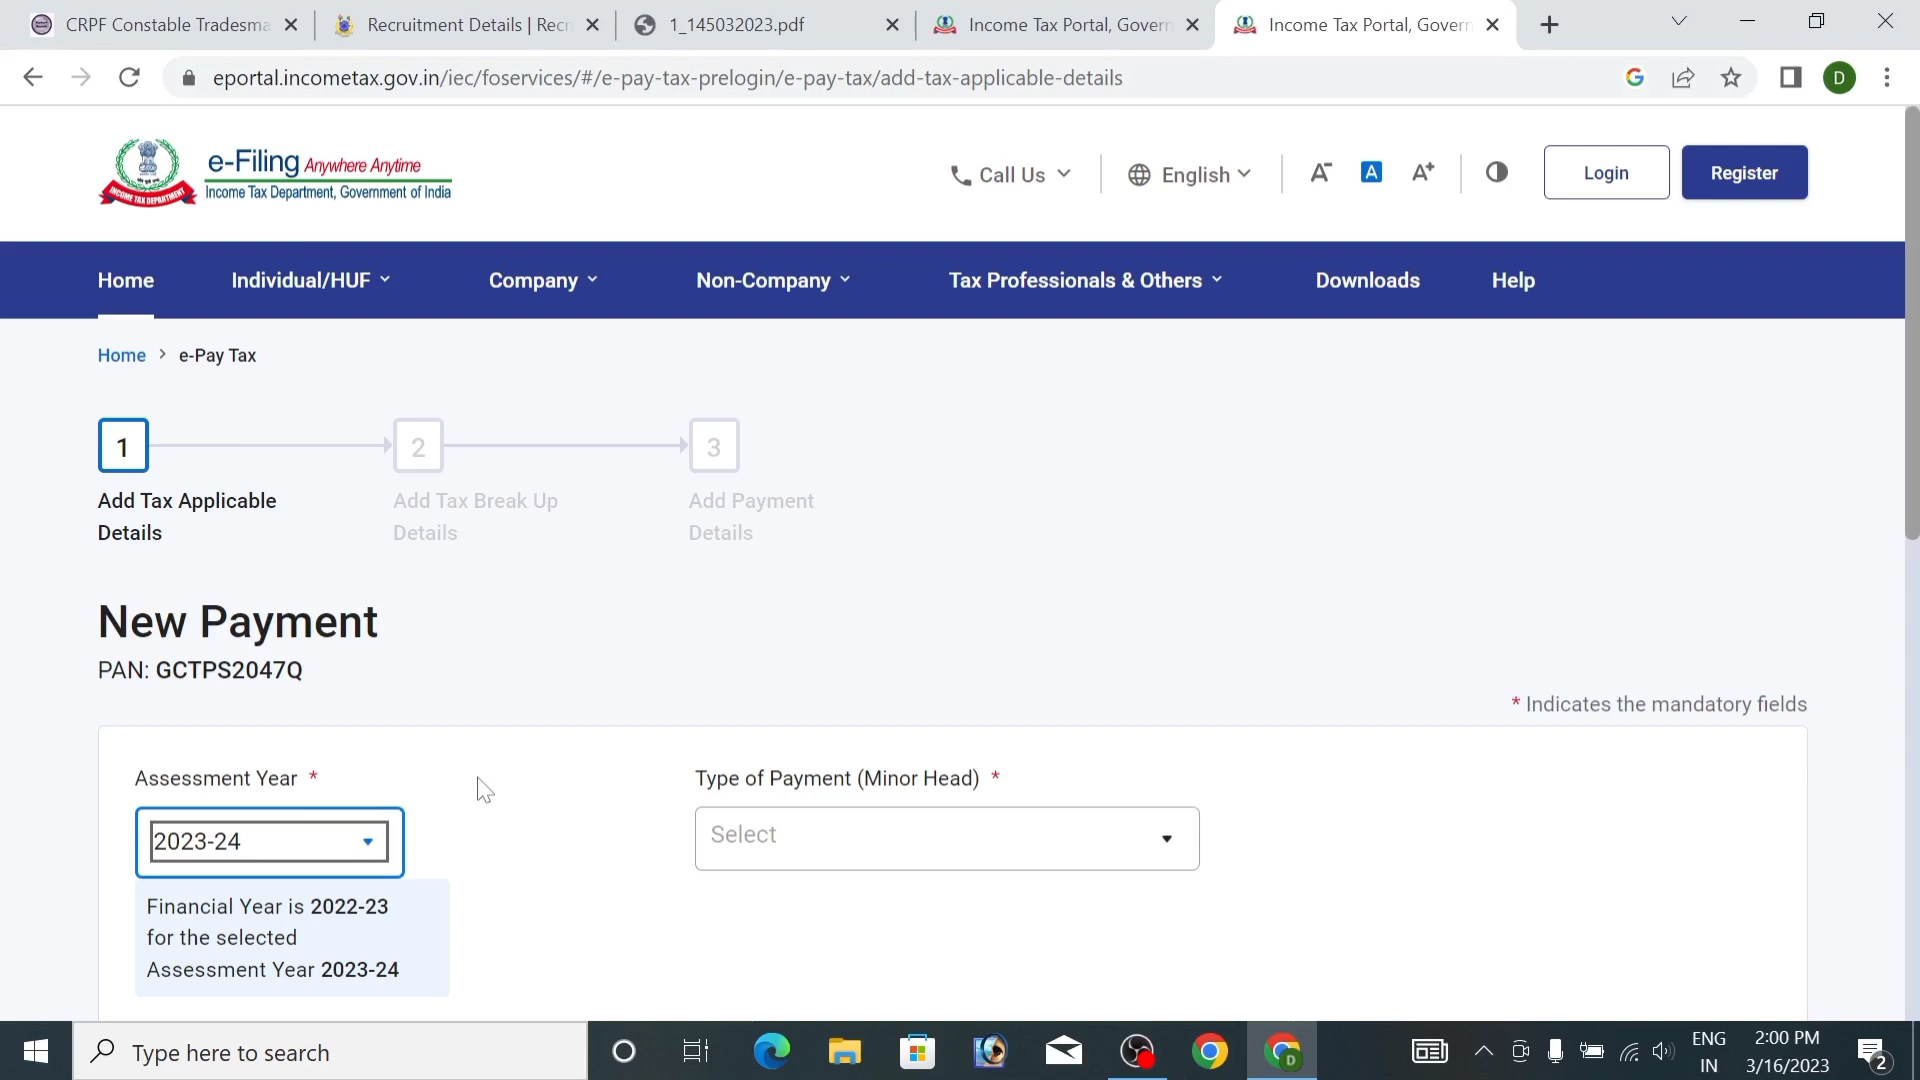 CRPF Constable Tradesma
Recruitment Details | Recr
1_145032023.pdf
Income Tax Portal, Govern
Income Tax Portal, Govern
eportal.incometax.gov.in/iec/foservices/#/e-pay-tax-prelogin/e-pay-tax/add-tax-applicable-details
D
e-Filing Anywhere Anytime
Income Tax Department, Government of India
INCOME TAX DEPARTMENT
Call Us
English
A-
A
A+
Login
Register
Home
Individual/HUF
Company
Non-Company
Tax Professionals & Others
Downloads
Help
Home > e-Pay Tax
1
2
3
Add Tax Applicable
Details
Add Tax Break Up
Details
Add Payment
Details
New Payment
PAN: GCTPS2047Q
* Indicates the mandatory fields
Assessment Year *
Type of Payment (Minor Head) *
2023-24
Select
Financial Year is 2022-23
for the selected
Assessment Year 2023-24
Type here to search
D
ENG
IN
2:00 PM
3/16/2023
2